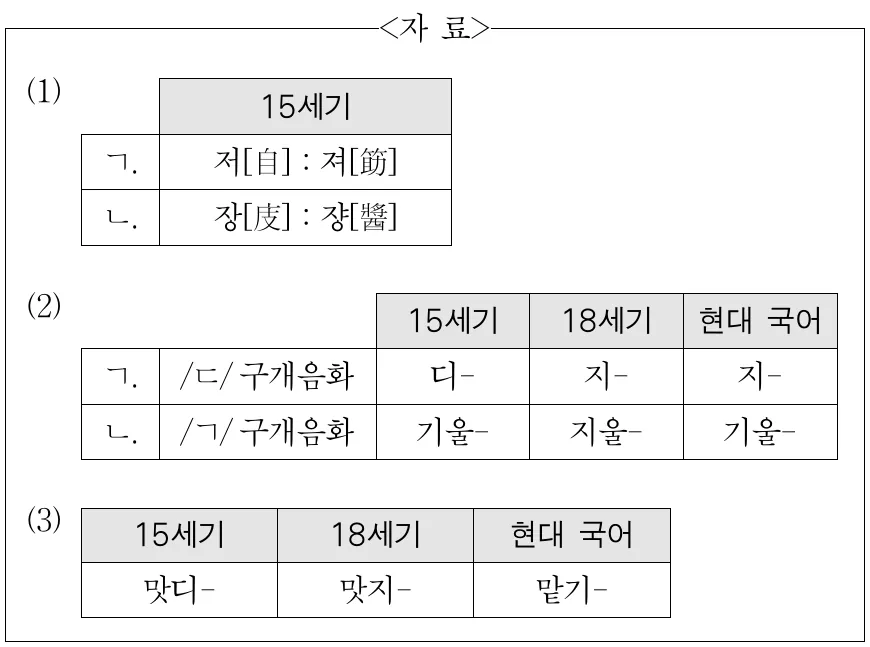 <자 료>
(1)
15세기
ㄱ. 저[自] : 져[筯]
ㄴ. 장[庋] : 쟝[醬]
(2)
15세기 18세기 현대 국어
ㄱ. /ㄷ/ 구개음화 디- 지- 지-
ㄴ. /ㄱ/ 구개음화 기울- 지울- 기울-
(3)
15세기 18세기 현대 국어
맛디- 맛지- 맡기-